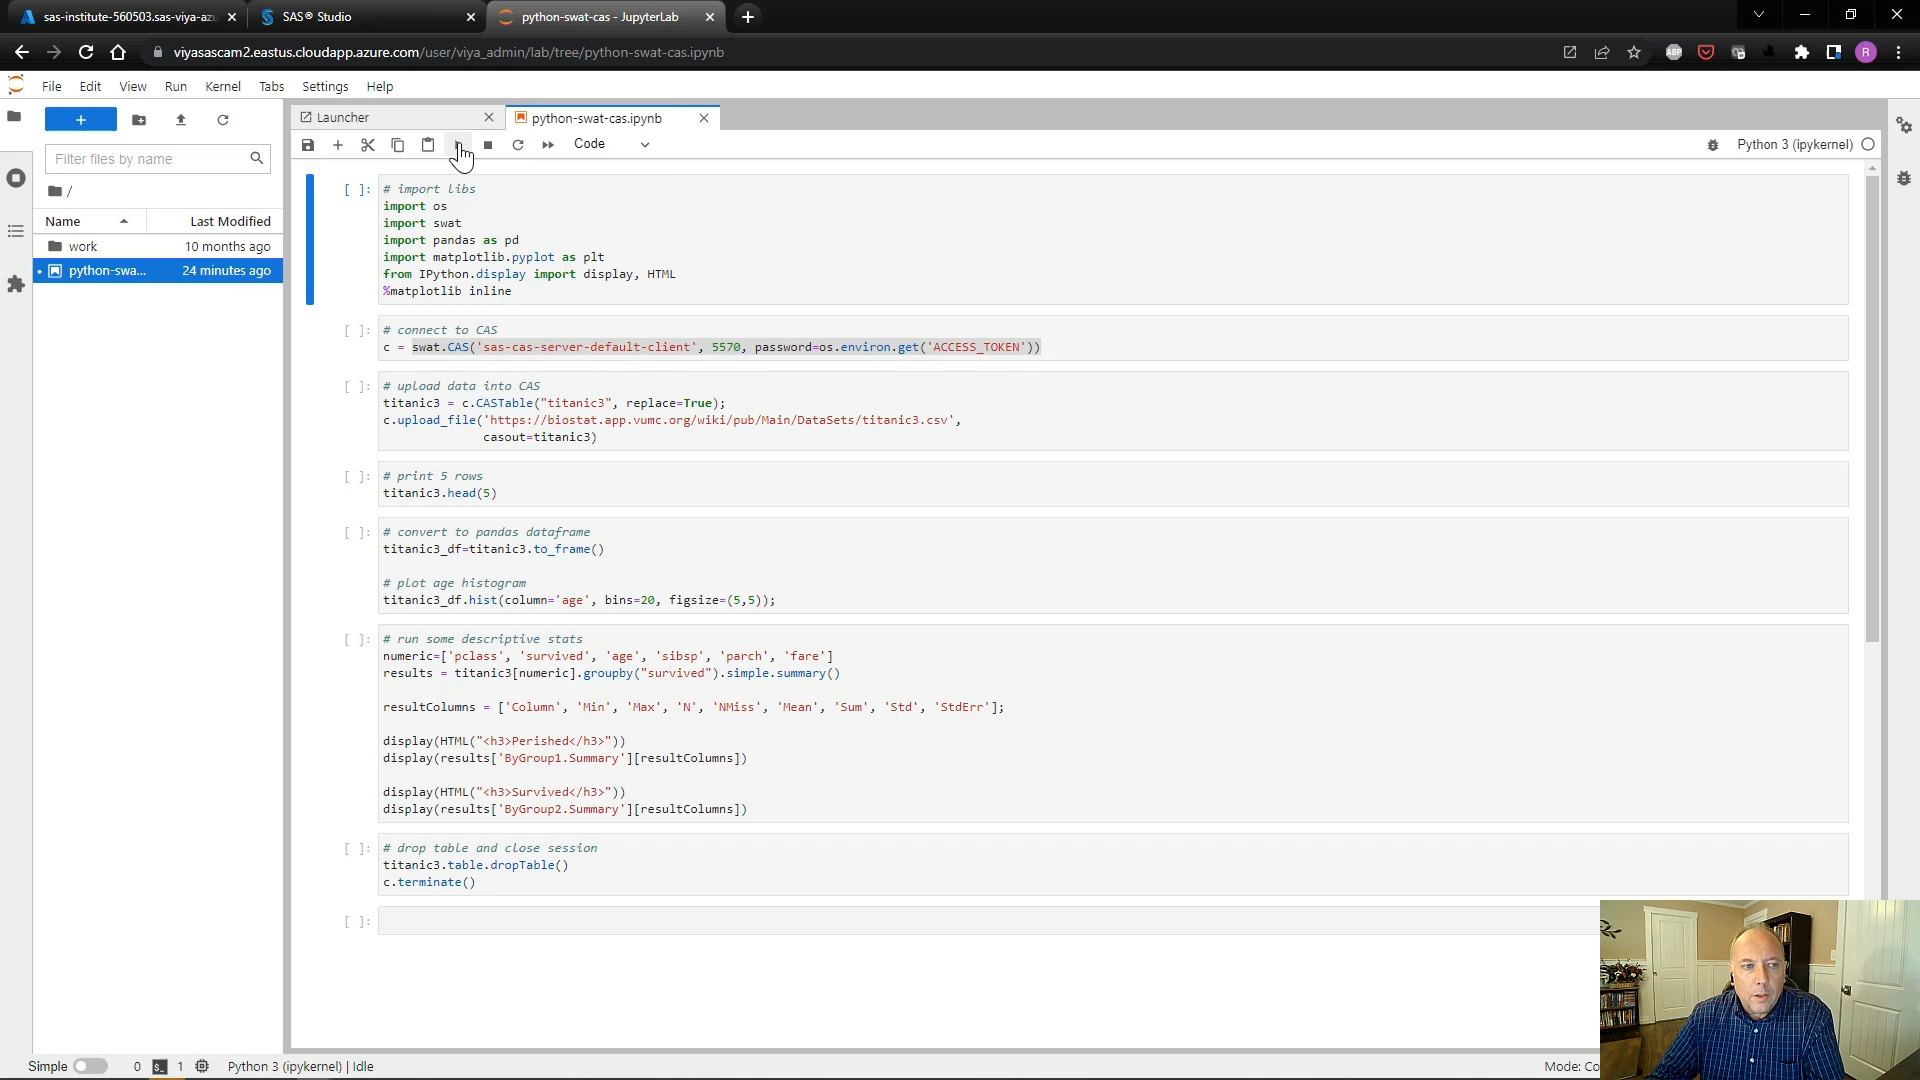 sas-institute-560503.sas-viya-azu
SAS® Studio
python-swat-cas - JupyterLab
viyasascam2.eastus.cloudapp.azure.com/user/viya_admin/lab/tree/python-swat-cas.ipynb
ABP
R
File Edit View Run Kernel Tabs Settings Help
Launcher
python-swat-cas.ipynb
Filter files by name
Code
Python 3 (ipykernel)
/
Name Last Modified
work 10 months ago
python-swa... 24 minutes ago
[ ]: # import libs
import os
import swat
import pandas as pd
import matplotlib.pyplot as plt
from IPython.display import display, HTML
%matplotlib inline
[ ]: # connect to CAS
c = swat.CAS('sas-cas-server-default-client', 5570, password=os.environ.get('ACCESS_TOKEN'))
[ ]: # upload data into CAS
titanic3 = c.CASTable("titanic3", replace=True);
c.upload_file('https://biostat.app.vumc.org/wiki/pub/Main/DataSets/titanic3.csv',
casout=titanic3)
[ ]: # print 5 rows
titanic3.head(5)
[ ]: # convert to pandas dataframe
titanic3_df=titanic3.to_frame()
# plot age histogram
titanic3_df.hist(column='age', bins=20, figsize=(5,5));
[ ]: # run some descriptive stats
numeric=['pclass', 'survived', 'age', 'sibsp', 'parch', 'fare']
results = titanic3[numeric].groupby("survived").simple.summary()
resultColumns = ['Column', 'Min', 'Max', 'N', 'NMiss', 'Mean', 'Sum', 'Std', 'StdErr'];
display(HTML("<h3>Perished</h3>"))
display(results['ByGroup1.Summary'][resultColumns])
display(HTML("<h3>Survived</h3>"))
display(results['ByGroup2.Summary'][resultColumns])
[ ]: # drop table and close session
titanic3.table.dropTable()
c.terminate()
[ ]:
Simple 0 $_ 1 Python 3 (ipykernel) | Idle
Mode: Co